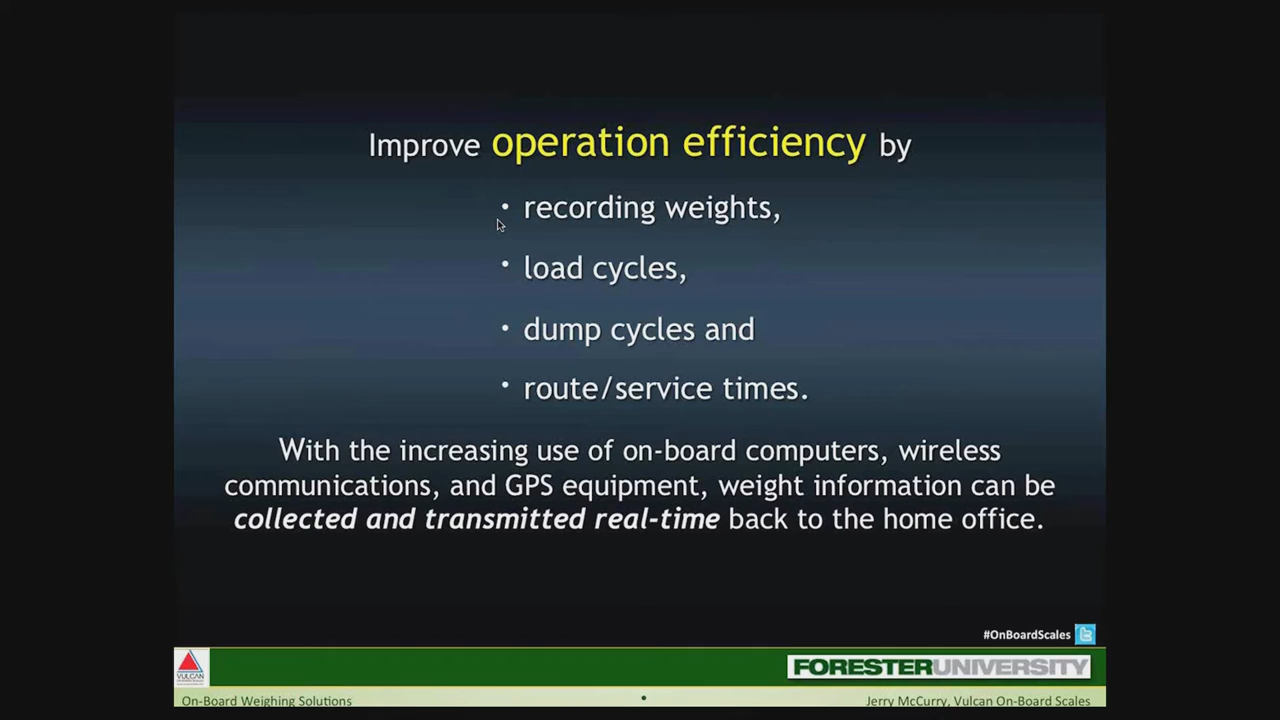 Improve operation efficiency by
• recording weights,
• load cycles,
• dump cycles and
• route/service times.
With the increasing use of on-board computers, wireless
communications, and GPS equipment, weight information can be
collected and transmitted real-time back to the home office.
#OnBoardScales
VULCAN
FORESTERUNIVERSITY
On-Board Weighing Solutions
•
Jerry McCurry, Vulcan On-Board Scales